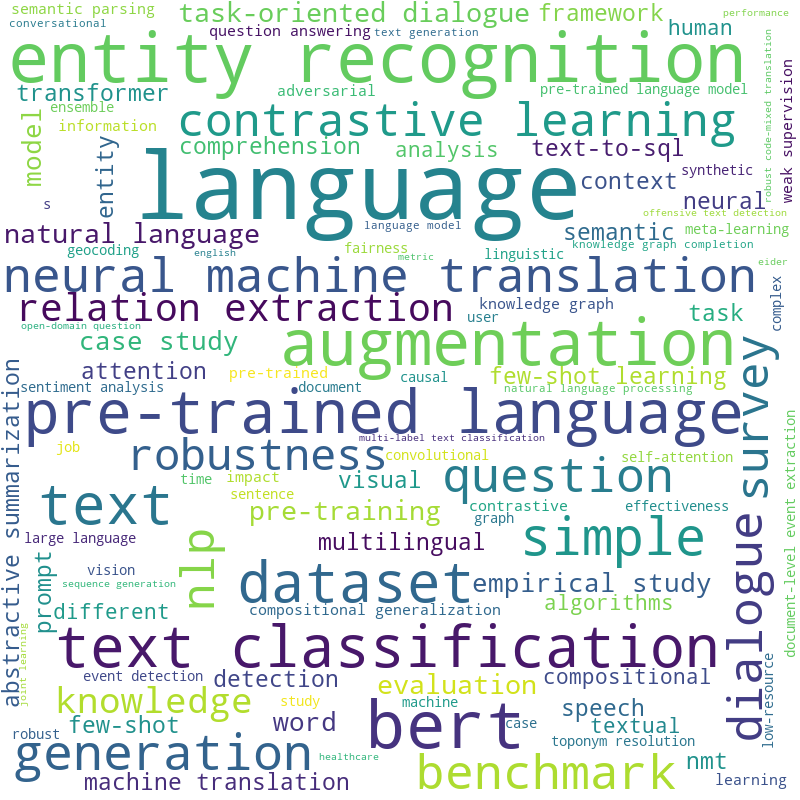 semantic parsing
task-oriented dialogue
framework
performance
conversational
question answering
text generation
human
entity recognition
transformer
adversarial
pre-trained language model
robust code-mixed translation
weak supervision
ensemble
contrastive learning
model
information
comprehension
analysis
text-to-sql
entity
language
context
synthetic
neural
s
offensive text detection
natural language
language model
semantic
meta-learning
geocoding
english
fairness
metric
linguistic
knowledge graph completion
eider
neural machine translation
relation extraction
knowledge graph
user
task
complex
open-domain question
case study
augmentation
attention
pre-trained
causal
few-shot learning
sentiment analysis
document
natural language processing
pre-trained language
survey
abstractive summarization
multi-label text classification
job
robustness
convolutional
self-attention
document-level event extraction
time
impact
visual
question
text
sentence
contrastive
effectiveness
pre-training
graph
large language
nlp
multilingual
simple
dialogue
prompt
vision
sequence generation
dataset
empirical study
different
compositional generalization
algorithms
joint learning
text classification
event detection
detection
evaluation
compositional
low-resource
knowledge
study
machine
bert
speech
few-shot
word
case
textual
robust
generation
healthcare
toponym resolution
benchmark
nmt
machine translation
learning